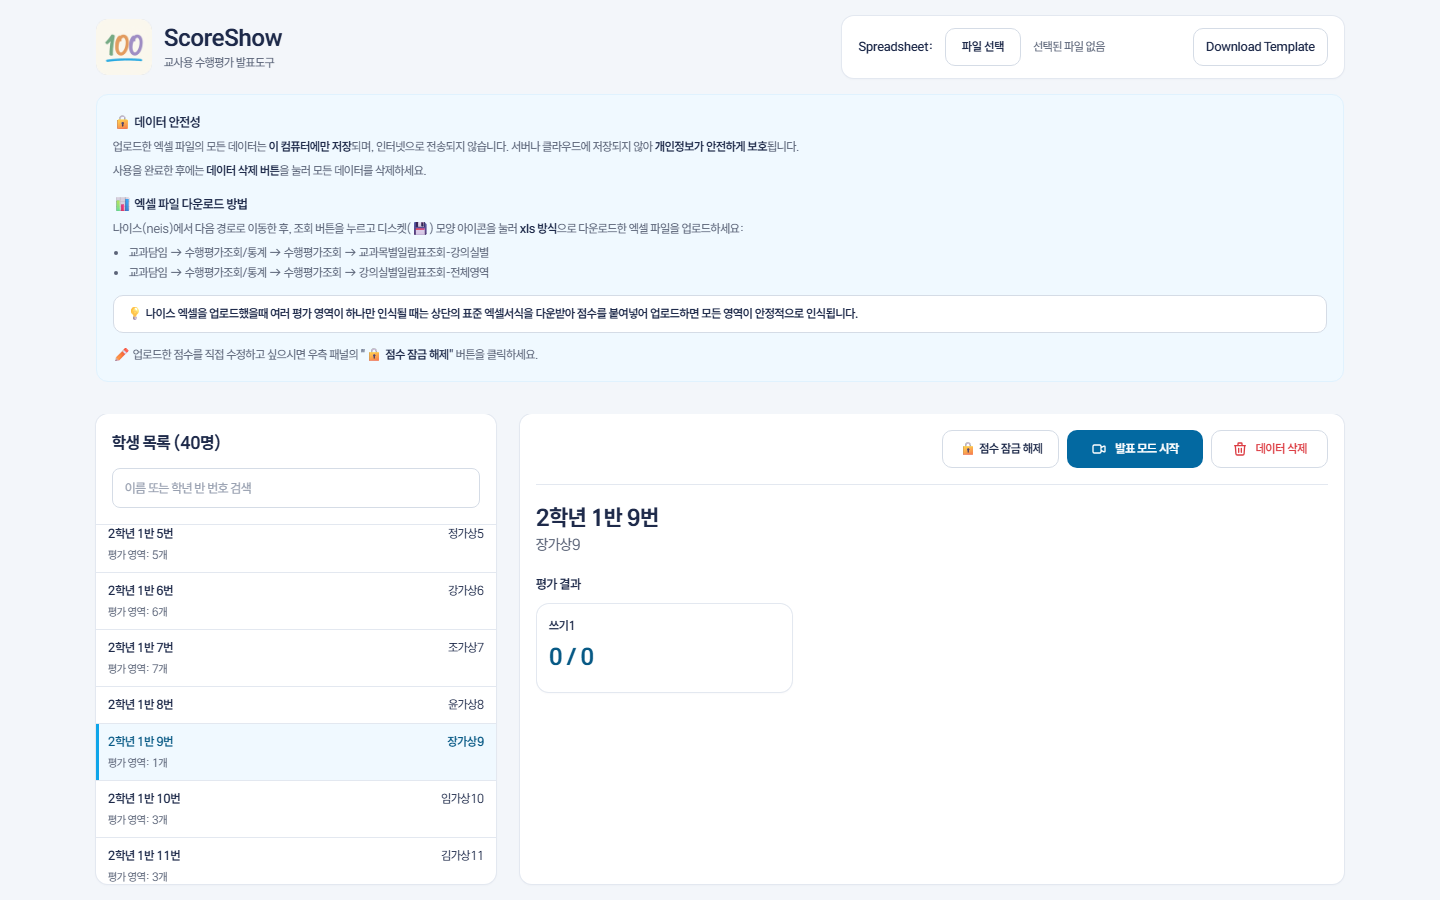 100
ScoreShow
교사용 수행평가 발표도구
Spreadsheet: 파일 선택 선택된 파일 없음 Download Template
🔒 데이터 안전성
업로드한 엑셀 파일의 모든 데이터는 이 컴퓨터에만 저장되며, 인터넷으로 전송되지 않습니다. 서버나 클라우드에 저장되지 않아 개인정보가 안전하게 보호됩니다.
사용을 완료한 후에는 데이터 삭제 버튼을 눌러 모든 데이터를 삭제하세요.
📊 엑셀 파일 다운로드 방법
나이스(neis)에서 다음 경로로 이동한 후, 조회 버튼을 누르고 디스켓( 💾 ) 모양 아이콘을 눌러 xls 방식으로 다운로드한 엑셀 파일을 업로드하세요:
• 교과담임 → 수행평가조회/통계 → 수행평가조회 → 교과목별일람표조회-강의실별
• 교과담임 → 수행평가조회/통계 → 수행평가조회 → 강의실별일람표조회-전체영역
💡 나이스 엑셀을 업로드했을때 여러 평가 영역이 하나만 인식될 때는 상단의 표준 엑셀서식을 다운받아 점수를 붙여넣어 업로드하면 모든 영역이 안정적으로 인식됩니다.
✏️ 업로드한 점수를 직접 수정하고 싶으시면 우측 패널의 " 🔒 점수 잠금 해제" 버튼을 클릭하세요.
학생 목록 (40명)
이름 또는 학년 반 번호 검색
2학년 1반 5번 정가상5
평가 영역: 5개
2학년 1반 6번 강가상6
평가 영역: 6개
2학년 1반 7번 조가상7
평가 영역: 7개
2학년 1반 8번 윤가상8
2학년 1반 9번 장가상9
평가 영역: 1개
2학년 1반 10번 임가상10
평가 영역: 3개
2학년 1반 11번 김가상11
평가 영역: 3개
🔒 점수 잠금 해제 발표 모드 시작 데이터 삭제
2학년 1반 9번
장가상9
평가 결과
쓰기1
0 / 0